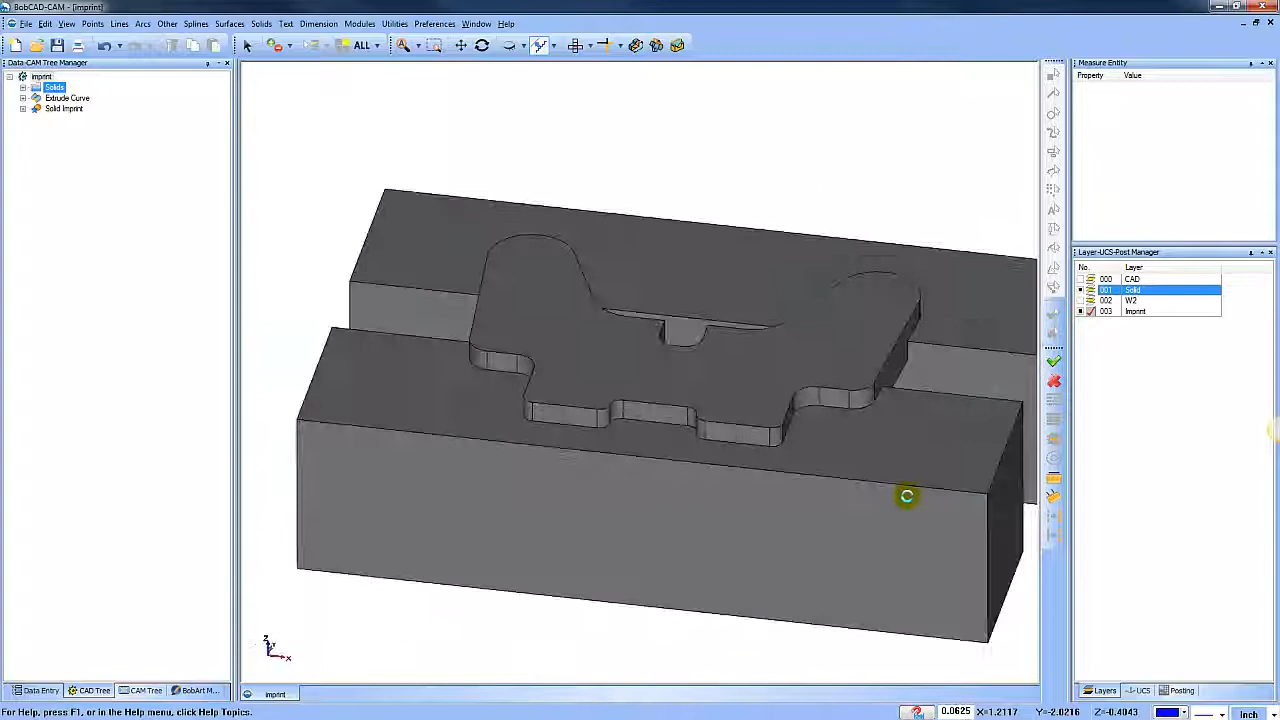 BobCAD-CAM - [imprint]
File Edit View Points Lines Arcs Other Splines Surfaces Solids Text Dimension Modules Utilities Preferences Window Help
ALL
Data-CAM Tree Manager
imprint
Solids
Extrude Curve
Solid Imprint
Measure Entity
Property Value
Layer-UCS-Post Manager
No. Layer
000 CAD
001 Solid
002 W2
003 Imprint
Z
X
Data Entry CAD Tree CAM Tree BobArt M...
imprint
Layers UCS Posting
For Help, press F1, or in the Help menu, click Help Topics. 0.0625 X=1.2117 Y=-2.0216 Z=-0.4043 Inch